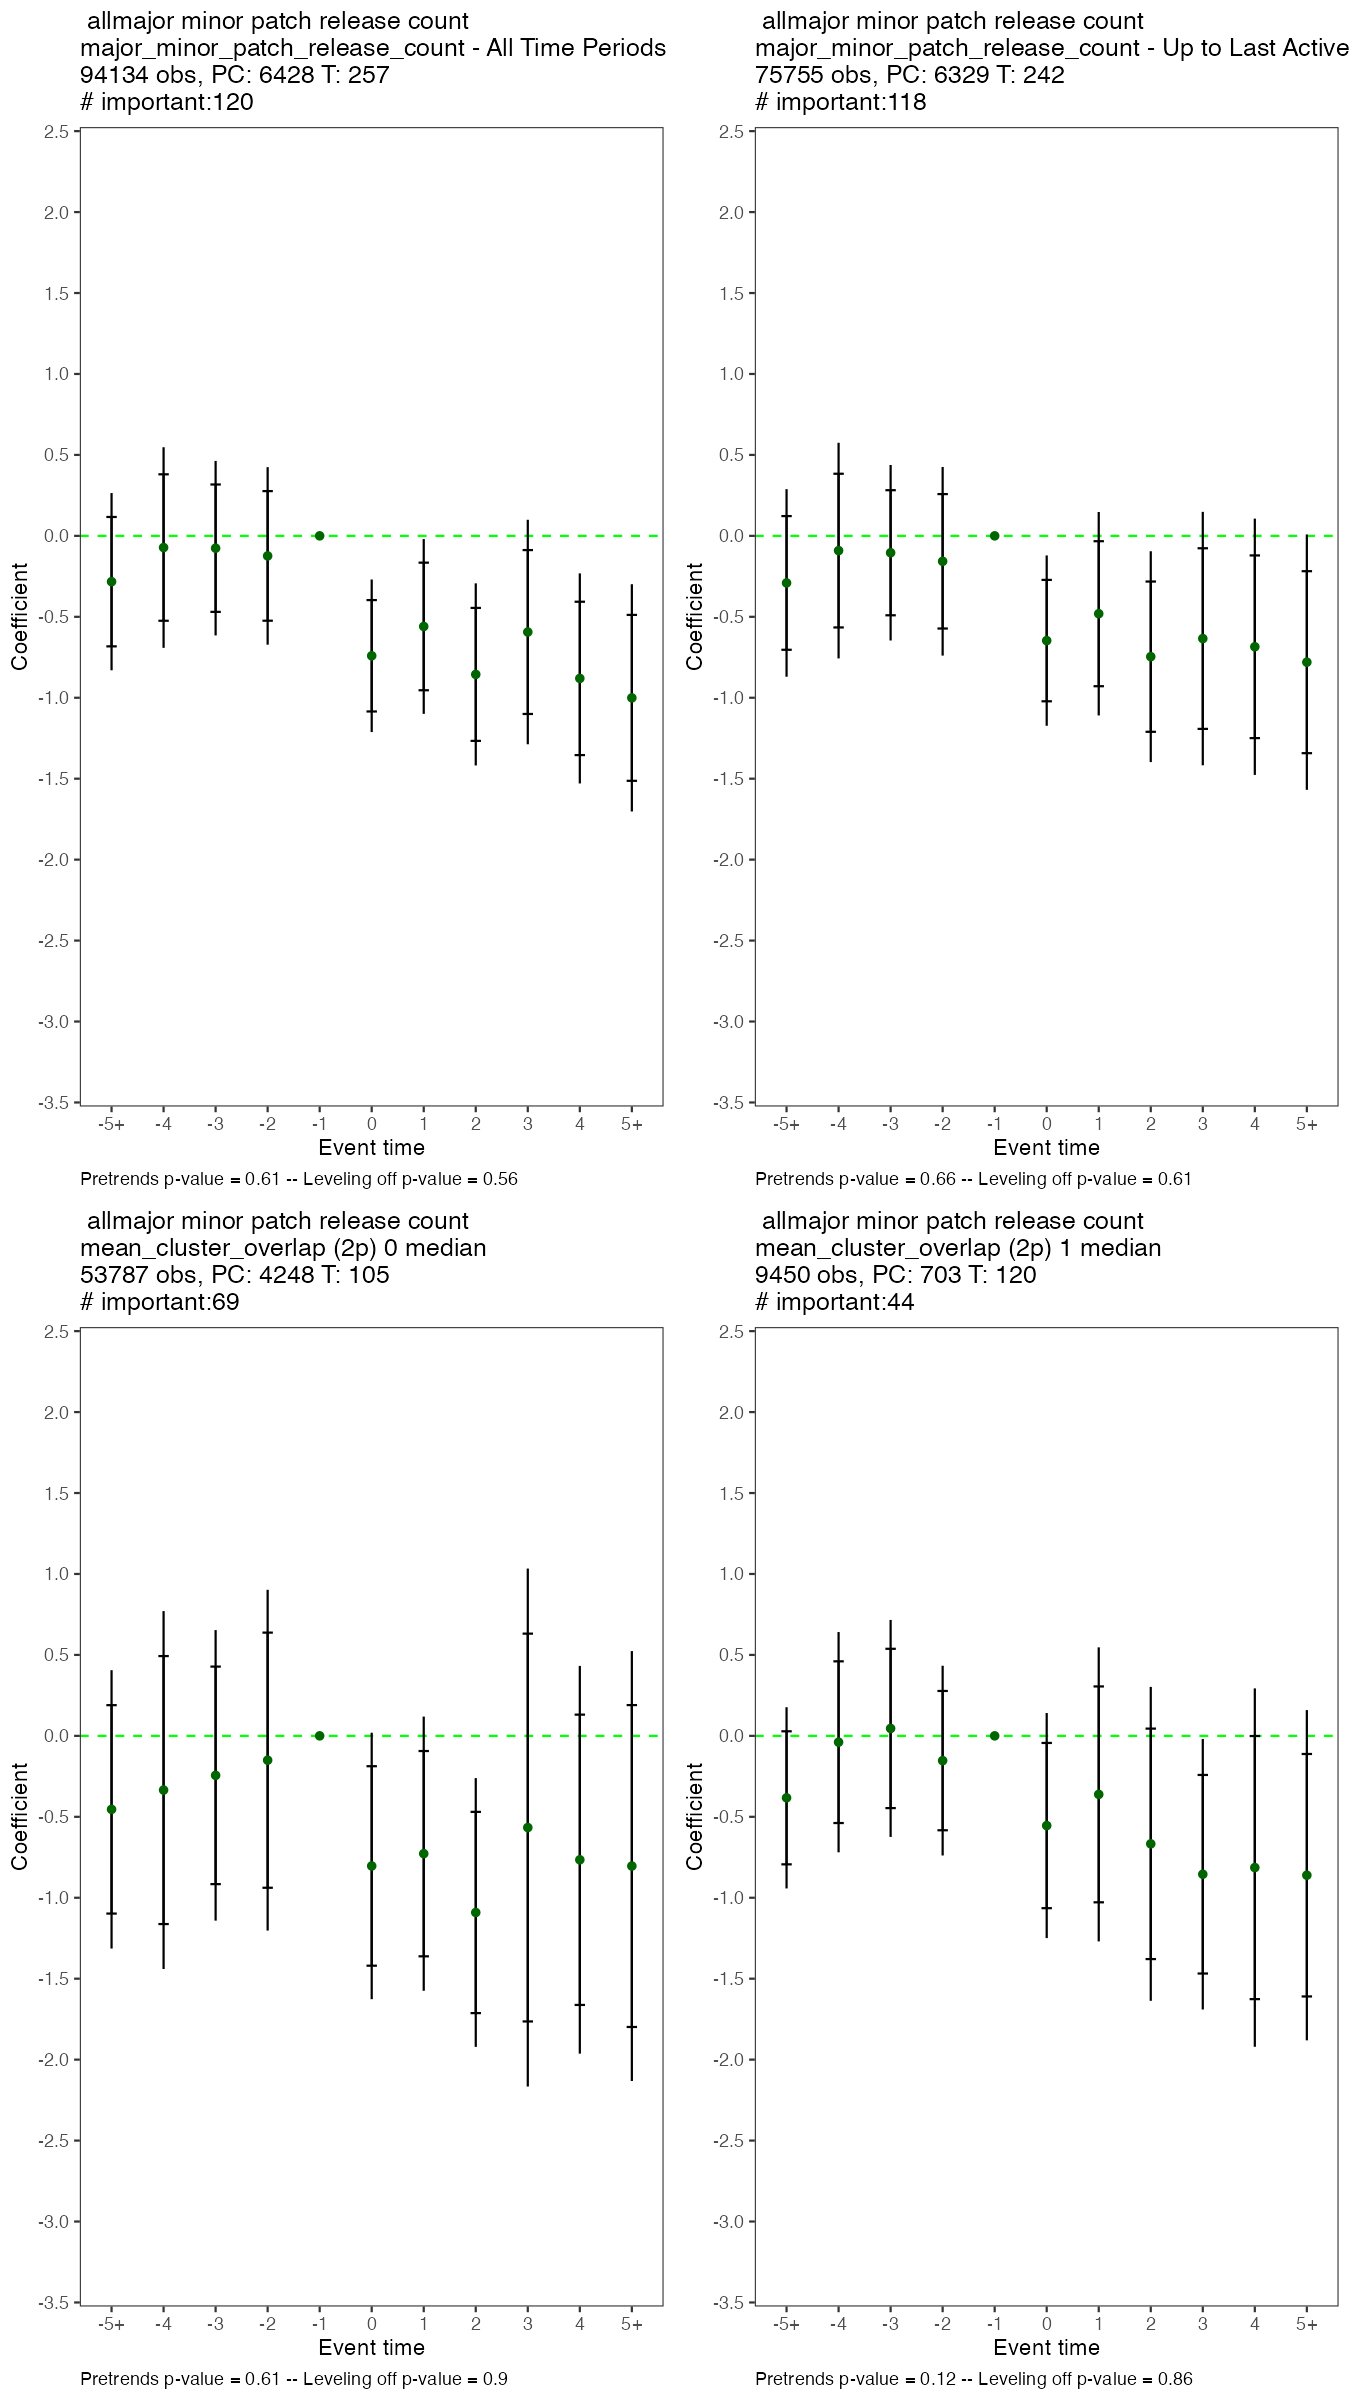 allmajor minor patch release count
major_minor_patch_release_count - All Time Periods
94134 obs, PC: 6428 T: 257
# important:120
2.5
2.0
1.5
1.0
0.5
0.0
-0.5
-1.0
-1.5
-2.0
-2.5
-3.0
-3.5
Coefficient
-5+ -4 -3 -2 -1 0 1 2 3 4 5+
Event time
Pretrends p-value = 0.61 -- Leveling off p-value = 0.56
allmajor minor patch release count
major_minor_patch_release_count - Up to Last Active
75755 obs, PC: 6329 T: 242
# important:118
2.5
2.0
1.5
1.0
0.5
0.0
-0.5
-1.0
-1.5
-2.0
-2.5
-3.0
-3.5
Coefficient
-5+ -4 -3 -2 -1 0 1 2 3 4 5+
Event time
Pretrends p-value = 0.66 -- Leveling off p-value = 0.61
allmajor minor patch release count
mean_cluster_overlap (2p) 0 median
53787 obs, PC: 4248 T: 105
# important:69
2.5
2.0
1.5
1.0
0.5
0.0
-0.5
-1.0
-1.5
-2.0
-2.5
-3.0
-3.5
Coefficient
-5+ -4 -3 -2 -1 0 1 2 3 4 5+
Event time
Pretrends p-value = 0.61 -- Leveling off p-value = 0.9
allmajor minor patch release count
mean_cluster_overlap (2p) 1 median
9450 obs, PC: 703 T: 120
# important:44
2.5
2.0
1.5
1.0
0.5
0.0
-0.5
-1.0
-1.5
-2.0
-2.5
-3.0
-3.5
Coefficient
-5+ -4 -3 -2 -1 0 1 2 3 4 5+
Event time
Pretrends p-value = 0.12 -- Leveling off p-value = 0.86